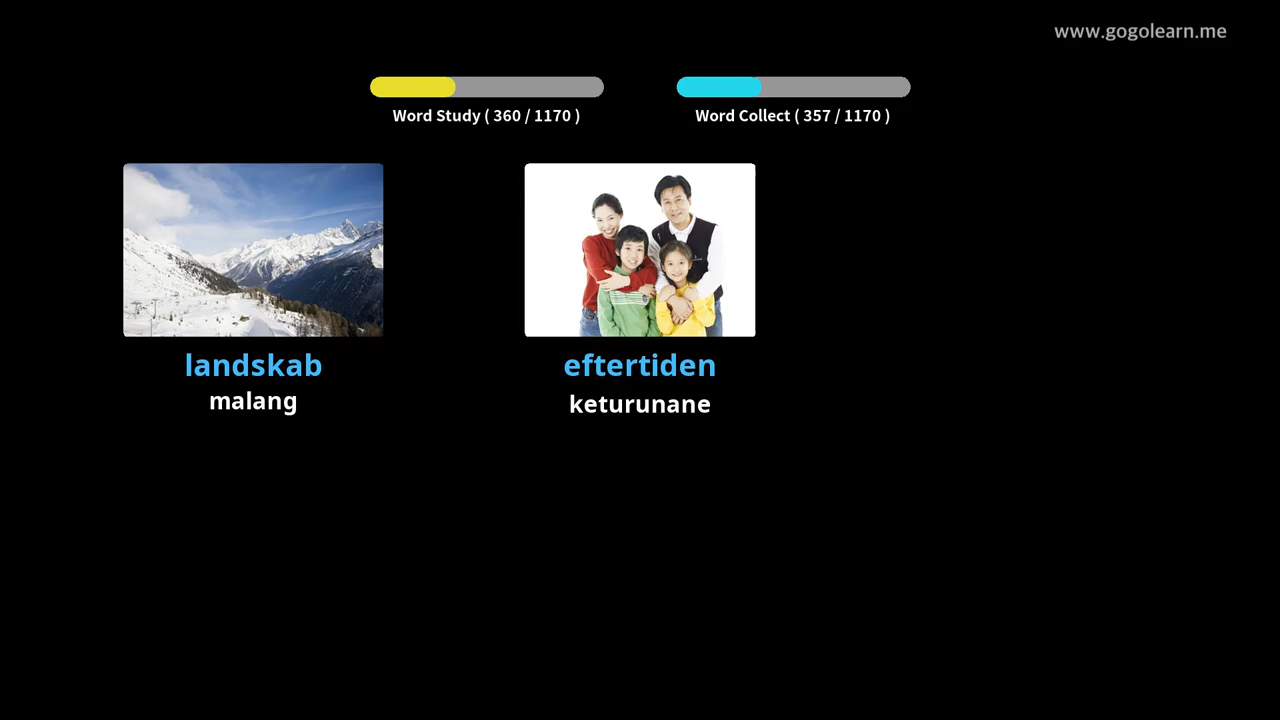 www.gogolearn.me
Word Study ( 360 / 1170 )
Word Collect ( 357 / 1170 )
landskab
malang
eftertiden
keturunane